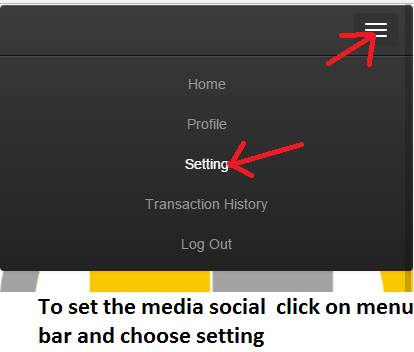 Home
Profile
Setting
Transaction History
Log Out
To set the media social click on menu
bar and choose setting